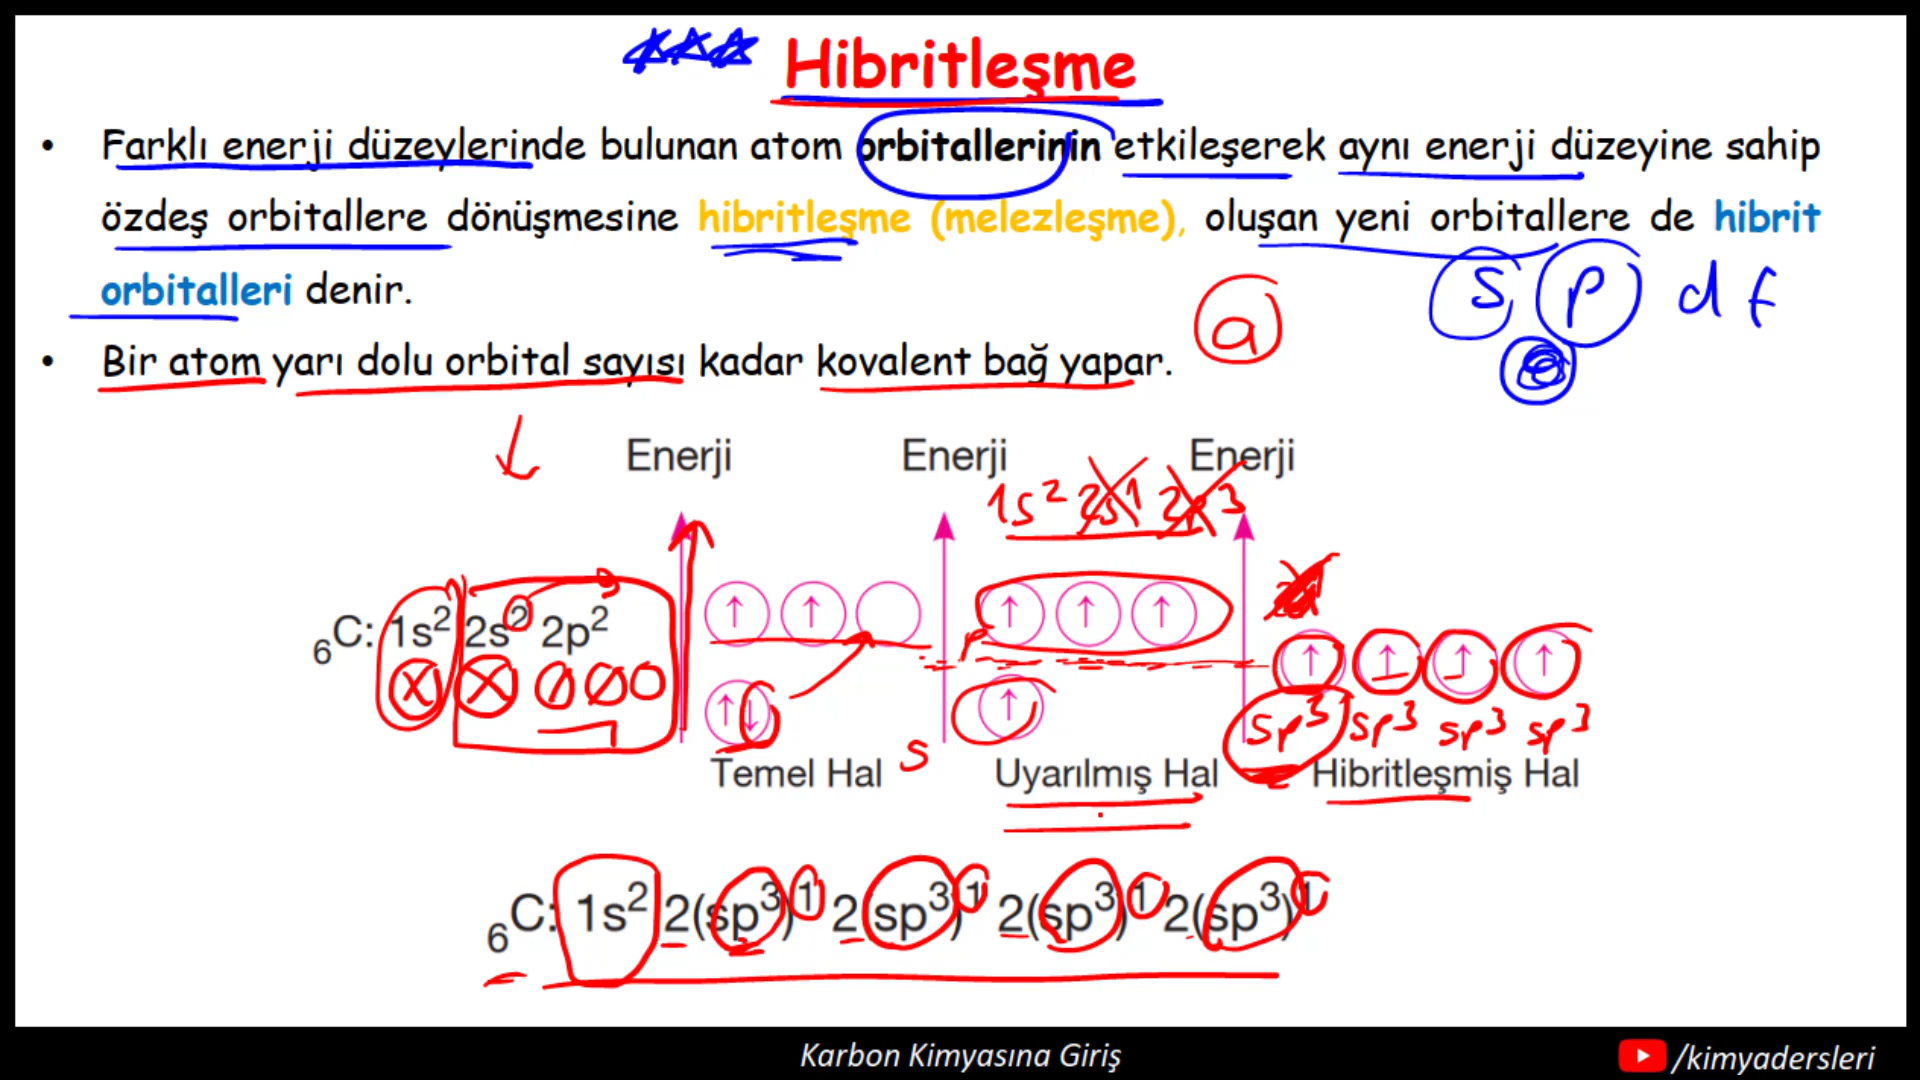 Hibritleşme
• Farklı enerji düzeylerinde bulunan atom orbitallerinin etkileşerek aynı enerji düzeyine sahip
özdeş orbitallere dönüşmesine hibritleşme (melezleşme), oluşan yeni orbitallere de hibrit
orbitalleri denir.
s p d f
a
• Bir atom yarı dolu orbital sayısı kadar kovalent bağ yapar.
Enerji Enerji Enerji
1s² 2s1 2p3
₆C: 1s² 2s² 2p²
↑ ↑ ↑ ↑ ↑
p
↑ ↑ ↑ ↑
↑↓ ↑
sp³ sp³ sp³ sp³
s
Temel Hal Uyarılmış Hal Hibritleşmiş Hal
₆C: 1s² 2(sp³)¹ 2(sp³)¹ 2(sp³)¹ 2(sp³)¹
Karbon Kimyasına Giriş
/kimyadersleri